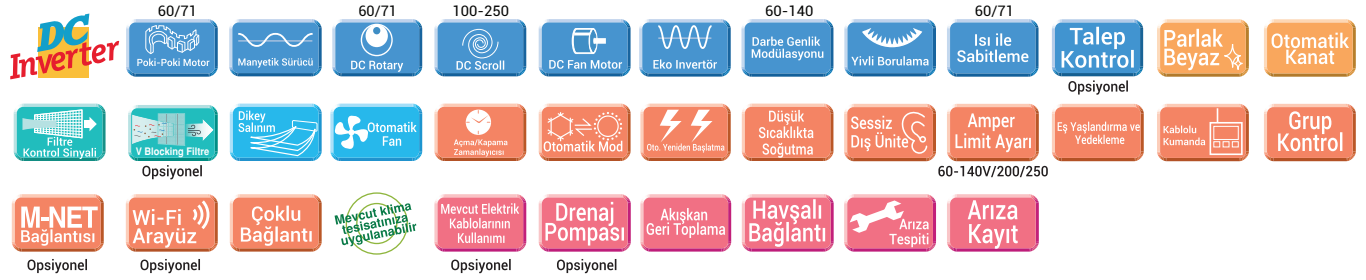 60/71
60/71
100-250
60-140
60/71
DC
Inverter
Poki-Poki Motor
Manyetik Sürücü
DC Rotary
DC Scroll
DC Fan Motor
Eko Invertör
Darbe Genlik
Modülasyonu
Yivli Borulama
Isı ile
Sabitleme
Talep
Kontrol
Parlak
Beyaz
Otomatik
Kanat
Opsiyonel
Filtre
Kontrol Sinyali
V Blocking Filtre
Dikey
Salınım
Otomatik
Fan
Açma/Kapama
Zamanlayıcısı
Otomatik Mod
Oto. Yeniden Başlatma
Düşük
Sıcaklıkta
Soğutma
Sessiz
Dış Ünite
Amper
Limit Ayarı
Eş Yaşlandırma ve
Yedekleme
Kablolu
Kumanda
Grup
Kontrol
Opsiyonel
60-140V/200/250
M-NET
Bağlantısı
Wi-Fi
Arayüz
Çoklu
Bağlantı
Mevcut klima
tesisatınıza
uygulanabilir
Mevcut Elektrik
Kablolarının
Kullanımı
Drenaj
Pompası
Akışkan
Geri Toplama
Havşalı
Bağlantı
Arıza
Tespiti
Arıza
Kayıt
Opsiyonel
Opsiyonel
Opsiyonel
Opsiyonel